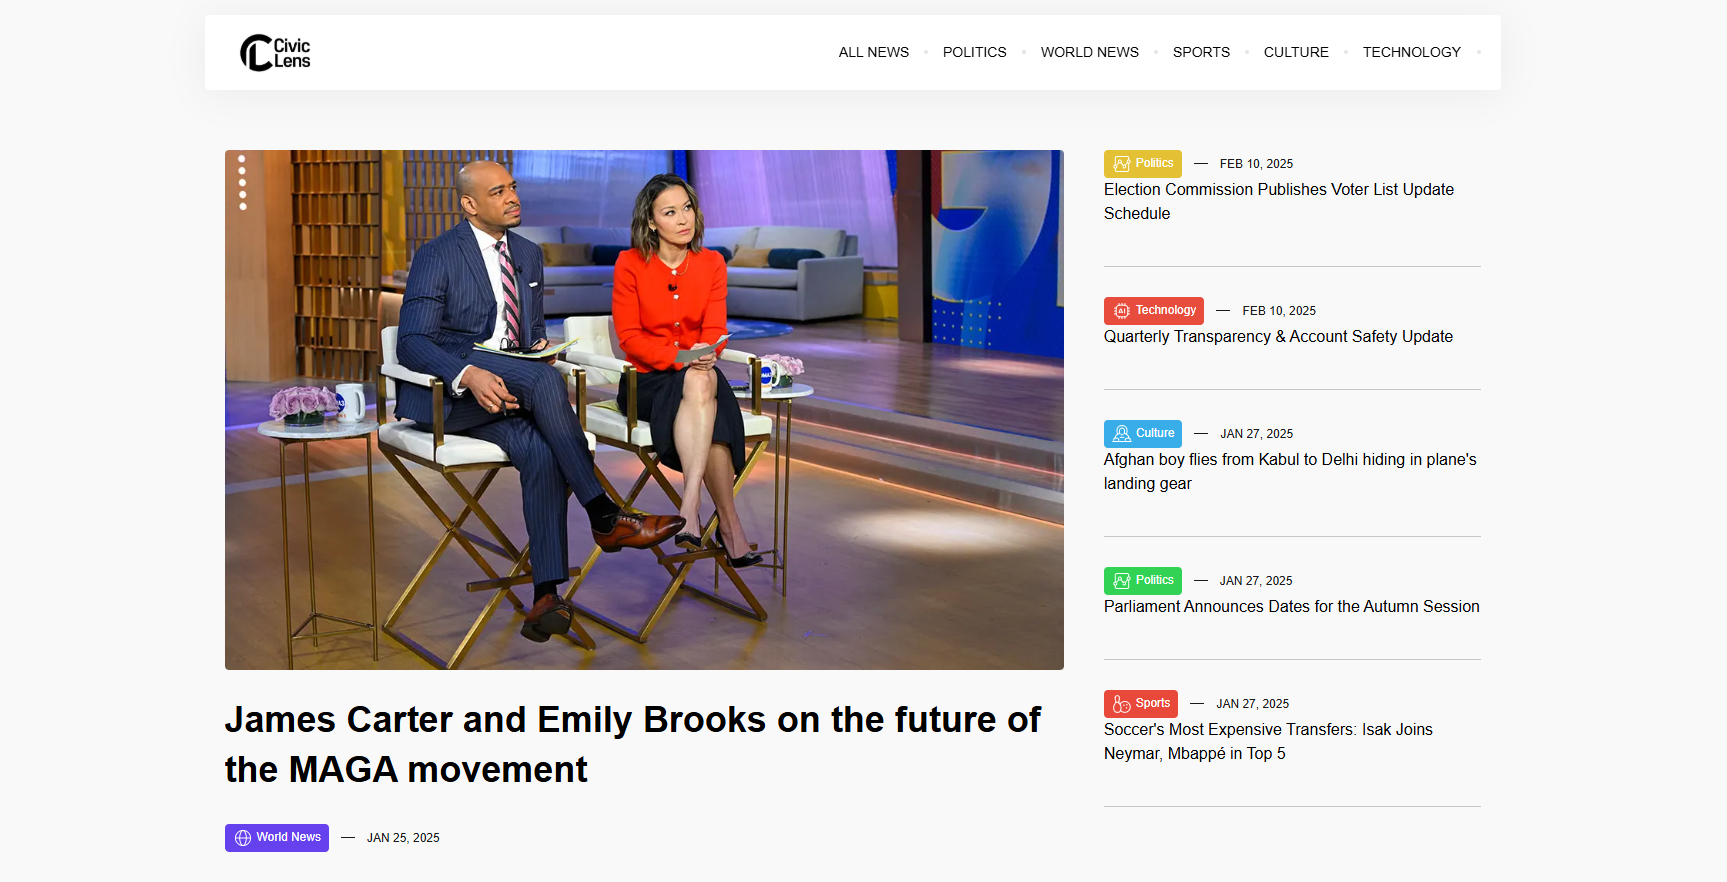 Civic
Lens
ALL NEWS
POLITICS
WORLD NEWS
SPORTS
CULTURE
TECHNOLOGY
James Carter and Emily Brooks on the future of
the MAGA movement
World News — JAN 25, 2025
Politics — FEB 10, 2025
Election Commission Publishes Voter List Update
Schedule
AI Technology — FEB 10, 2025
Quarterly Transparency & Account Safety Update
Culture — JAN 27, 2025
Afghan boy flies from Kabul to Delhi hiding in plane's
landing gear
Politics — JAN 27, 2025
Parliament Announces Dates for the Autumn Session
Sports — JAN 27, 2025
Soccer's Most Expensive Transfers: Isak Joins
Neymar, Mbappé in Top 5